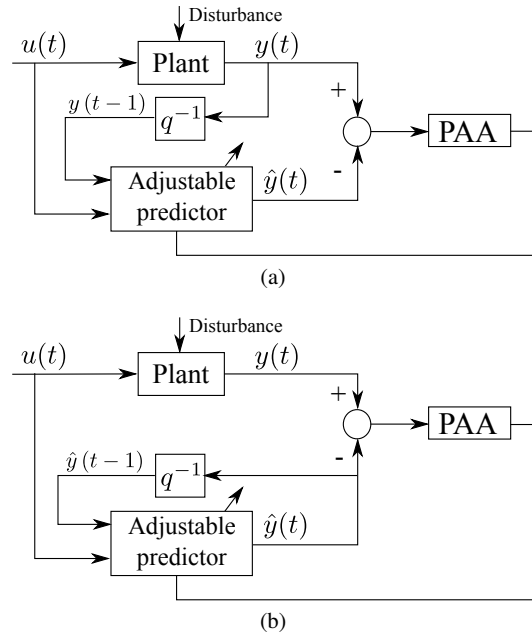 Disturbance
u(t)
Plant
y(t)
y(t − 1)
q⁻¹
+
PAA
-
Adjustable
predictor
ŷ(t)
(a)
Disturbance
u(t)
Plant
y(t)
+
PAA
-
ŷ(t − 1)
q⁻¹
Adjustable
predictor
ŷ(t)
(b)